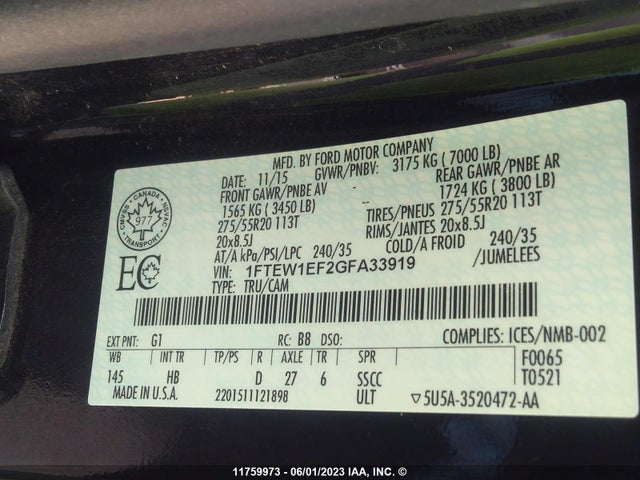 MFD. BY FORD MOTOR COMPANY
DATE: 11/15 GVWR/PNBV: 3175 KG ( 7000 LB)
FRONT GAWR/PNBE AV REAR GAWR/PNBE AR
1565 KG ( 3450 LB) 1724 KG ( 3800 LB)
275/55R20 113T TIRES/PNEUS 275/55R20 113T
20x8.5J RIMS/JANTES 20x8.5J
AT/A kPa/PSI/LPC 240/35 COLD/A FROID 240/35
VIN: 1FTEW1EF2GFA33919 /JUMELEES
TYPE: TRU/CAM
CANADA
CMVSS NSVAC
977
TRANSPORT
EC
EXT PNT: G1 RC: B8 DSO: COMPLIES: ICES/NMB-002
WB INT TR TP/PS R AXLE TR SPR F0065
145 HB D 27 6 SSCC T0521
MADE IN U.S.A. 2201511121898 ULT ▽5U5A-3520472-AA
11759973 - 06/01/2023 IAA, INC. ©